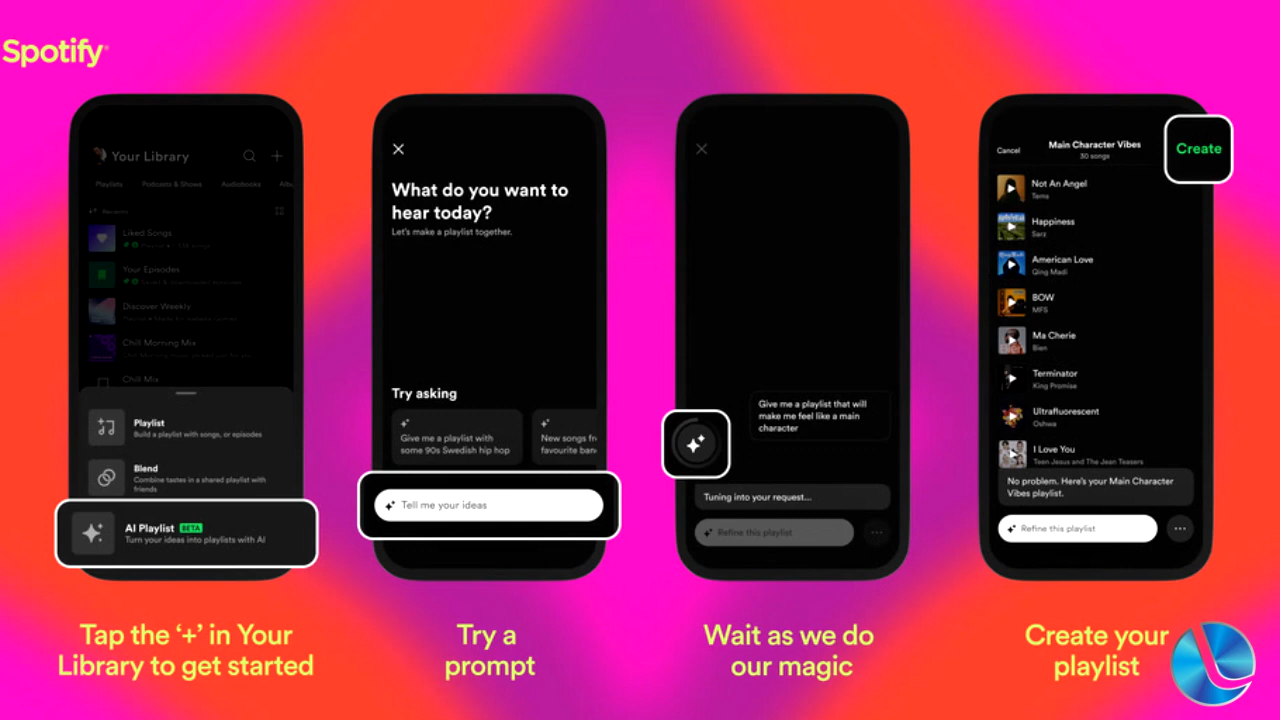 Spotify
Your Library
Playlists
Podcasts & Shows
Audiobooks
Recents
Liked Songs
Your Episodes
Discover Weekly
Chill Morning Mix
Chill Mix
Playlist
Build a playlist with songs, or episodes
Blend
Combine tastes in a shared playlist with
friends
AI Playlist BETA
Turn your ideas into playlists with AI
Tap the ‘+’ in Your
Library to get started
What do you want to
hear today?
Let's make a playlist together.
Try asking
Give me a playlist with
some 90s Swedish hip hop
New songs
favourite
Tell me your ideas
Try a
prompt
Give me a playlist that will
make me feel like a main
character
Tuning into your request...
Refine this playlist
Wait as we do
our magic
Cancel
Main Character Vibes
30 songs
Create
Not An Angel
Tems
Happiness
Sarz
American Love
Qing Madi
BOW
MFS
Ma Cherie
Bien
Terminator
King Promise
Ultrafluorescent
Oshwa
I Love You
Teen Jesus and The Jean Teasers
No problem. Here's your Main Character
Vibes playlist.
Refine this playlist
Create your
playlist